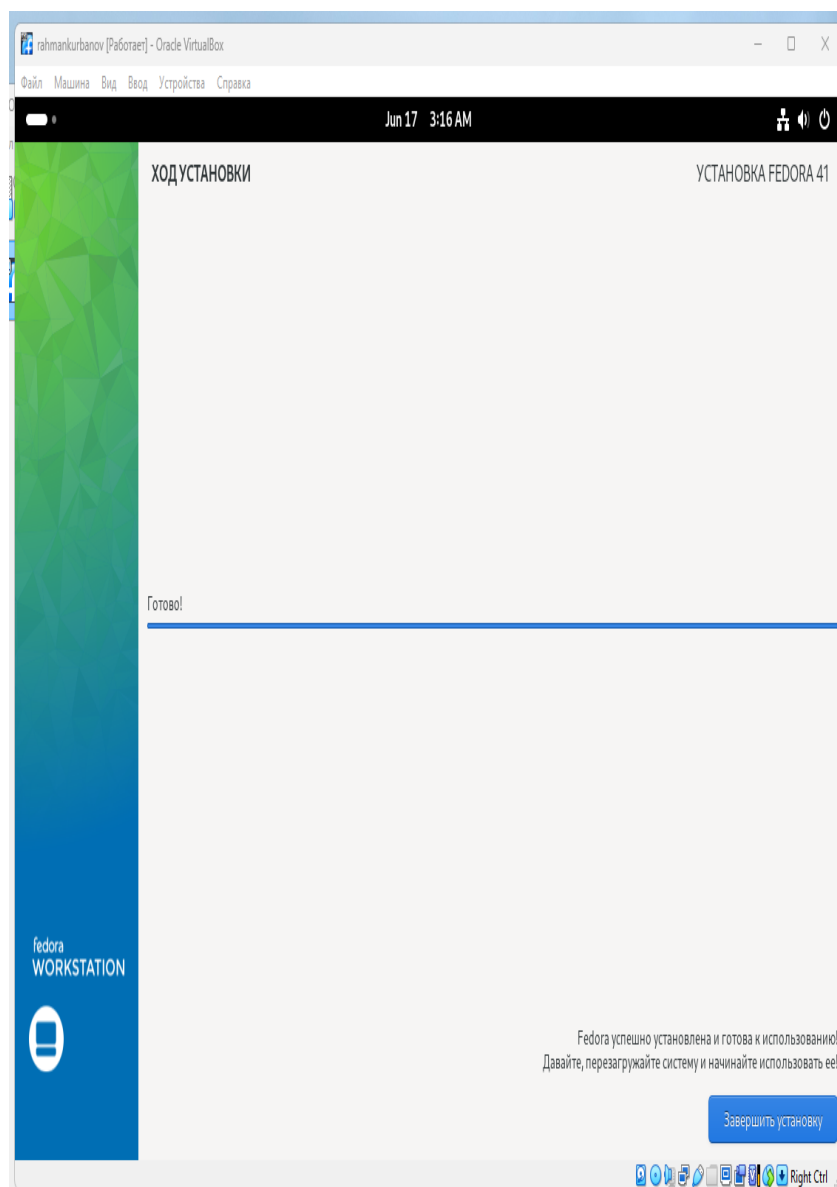 rahmankurbanov [Работает] - Oracle VirtualBox
Файл Машина Вид Ввод Устройства Справка
Jun 17 3:16 AM
ХОД УСТАНОВКИ
УСТАНОВКА FEDORA 41
Готово!
fedora
WORKSTATION
Fedora успешно установлена и готова к использованию!
Давайте, перезагружайте систему и начинайте использовать ее!
Завершить установку
Right Ctrl